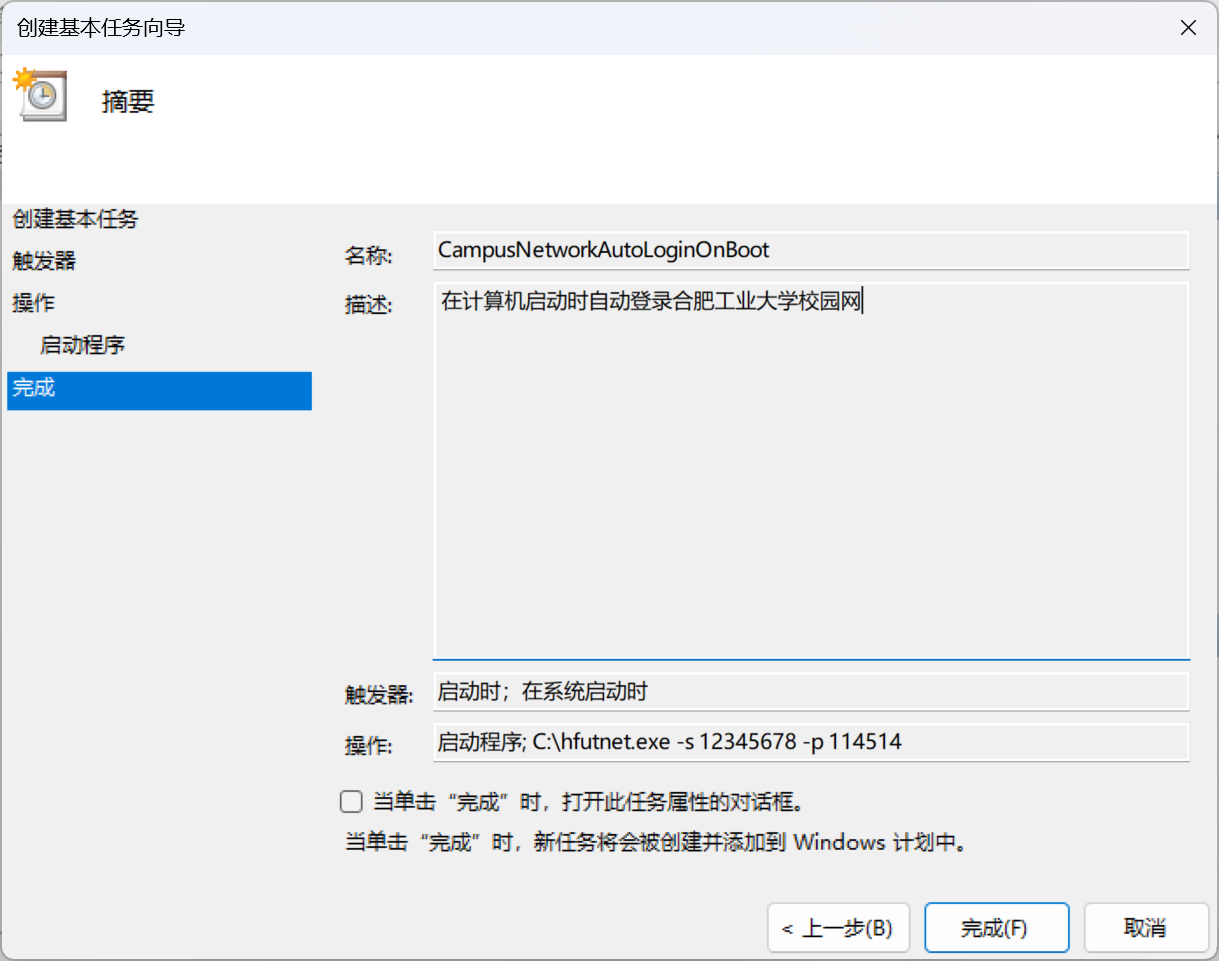 创建基本任务向导
摘要
创建基本任务
触发器
操作
启动程序
完成
名称:
CampusNetworkAutoLoginOnBoot
描述:
在计算机启动时自动登录合肥工业大学校园网
触发器:
启动时；在系统启动时
操作:
启动程序; C:\hfutnet.exe -s 12345678 -p 114514
当单击“完成”时，打开此任务属性的对话框。
当单击“完成”时，新任务将会被创建并添加到 Windows 计划中。
< 上一步(B)
完成(F)
取消